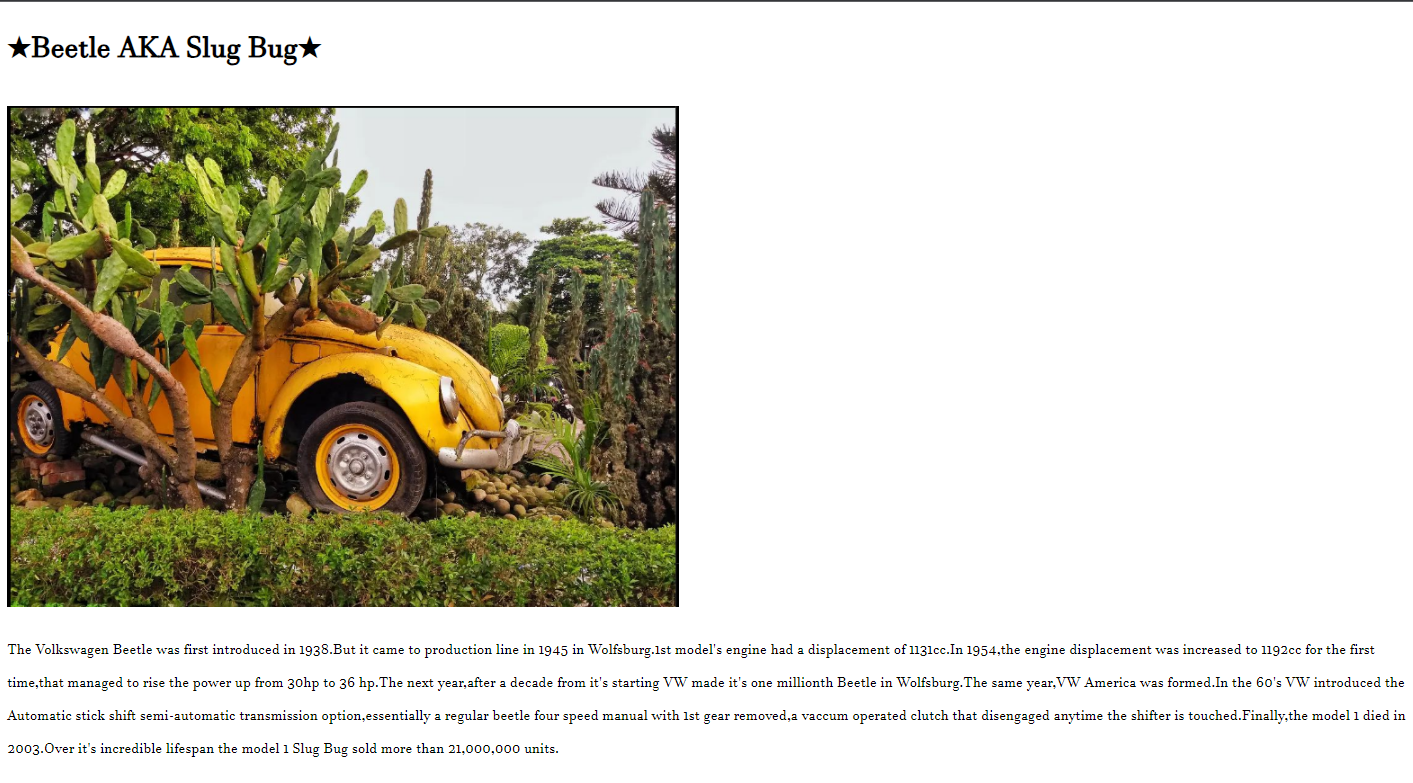 ★Beetle AKA Slug Bug★
The Volkswagen Beetle was first introduced in 1938.But it came to production line in 1945 in Wolfsburg.1st model's engine had a displacement of 1131cc.In 1954,the engine displacement was increased to 1192cc for the first
time,that managed to rise the power up from 30hp to 36 hp.The next year,after a decade from it's starting VW made it's one millionth Beetle in Wolfsburg.The same year,VW America was formed.In the 60's VW introduced the
Automatic stick shift semi-automatic transmission option,essentially a regular beetle four speed manual with 1st gear removed,a vaccum operated clutch that disengaged anytime the shifter is touched.Finally,the model 1 died in
2003.Over it's incredible lifespan the model 1 Slug Bug sold more than 21,000,000 units.